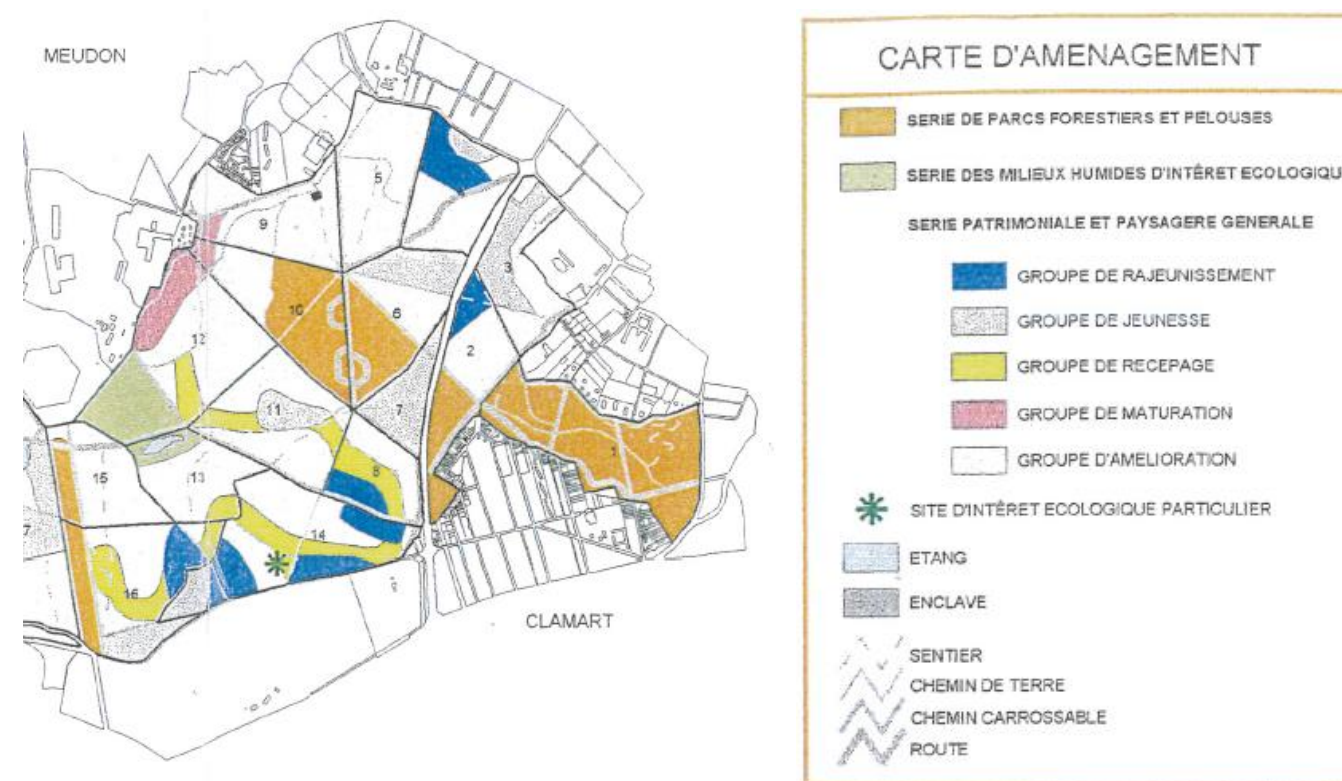 MEUDON
5
9
3
10
6
12
2
11
7
8
1
15
13
14
7
16
CLAMART
CARTE D'AMENAGEMENT
SERIE DE PARCS FORESTIERS ET PELOUSES
SERIE DES MILIEUX HUMIDES D'INTÊRET ECOLOGIQU
SERIE PATRIMONIALE ET PAYSAGERE GENERALE
GROUPE DE RAJEUNISSEMENT
GROUPE DE JEUNESSE
GROUPE DE RECEPAGE
GROUPE DE MATURATION
GROUPE D'AMELIORATION
SITE D'INTÊRET ECOLOGIQUE PARTICULIER
ETANG
ENCLAVE
SENTIER
CHEMIN DE TERRE
CHEMIN CARROSSABLE
ROUTE